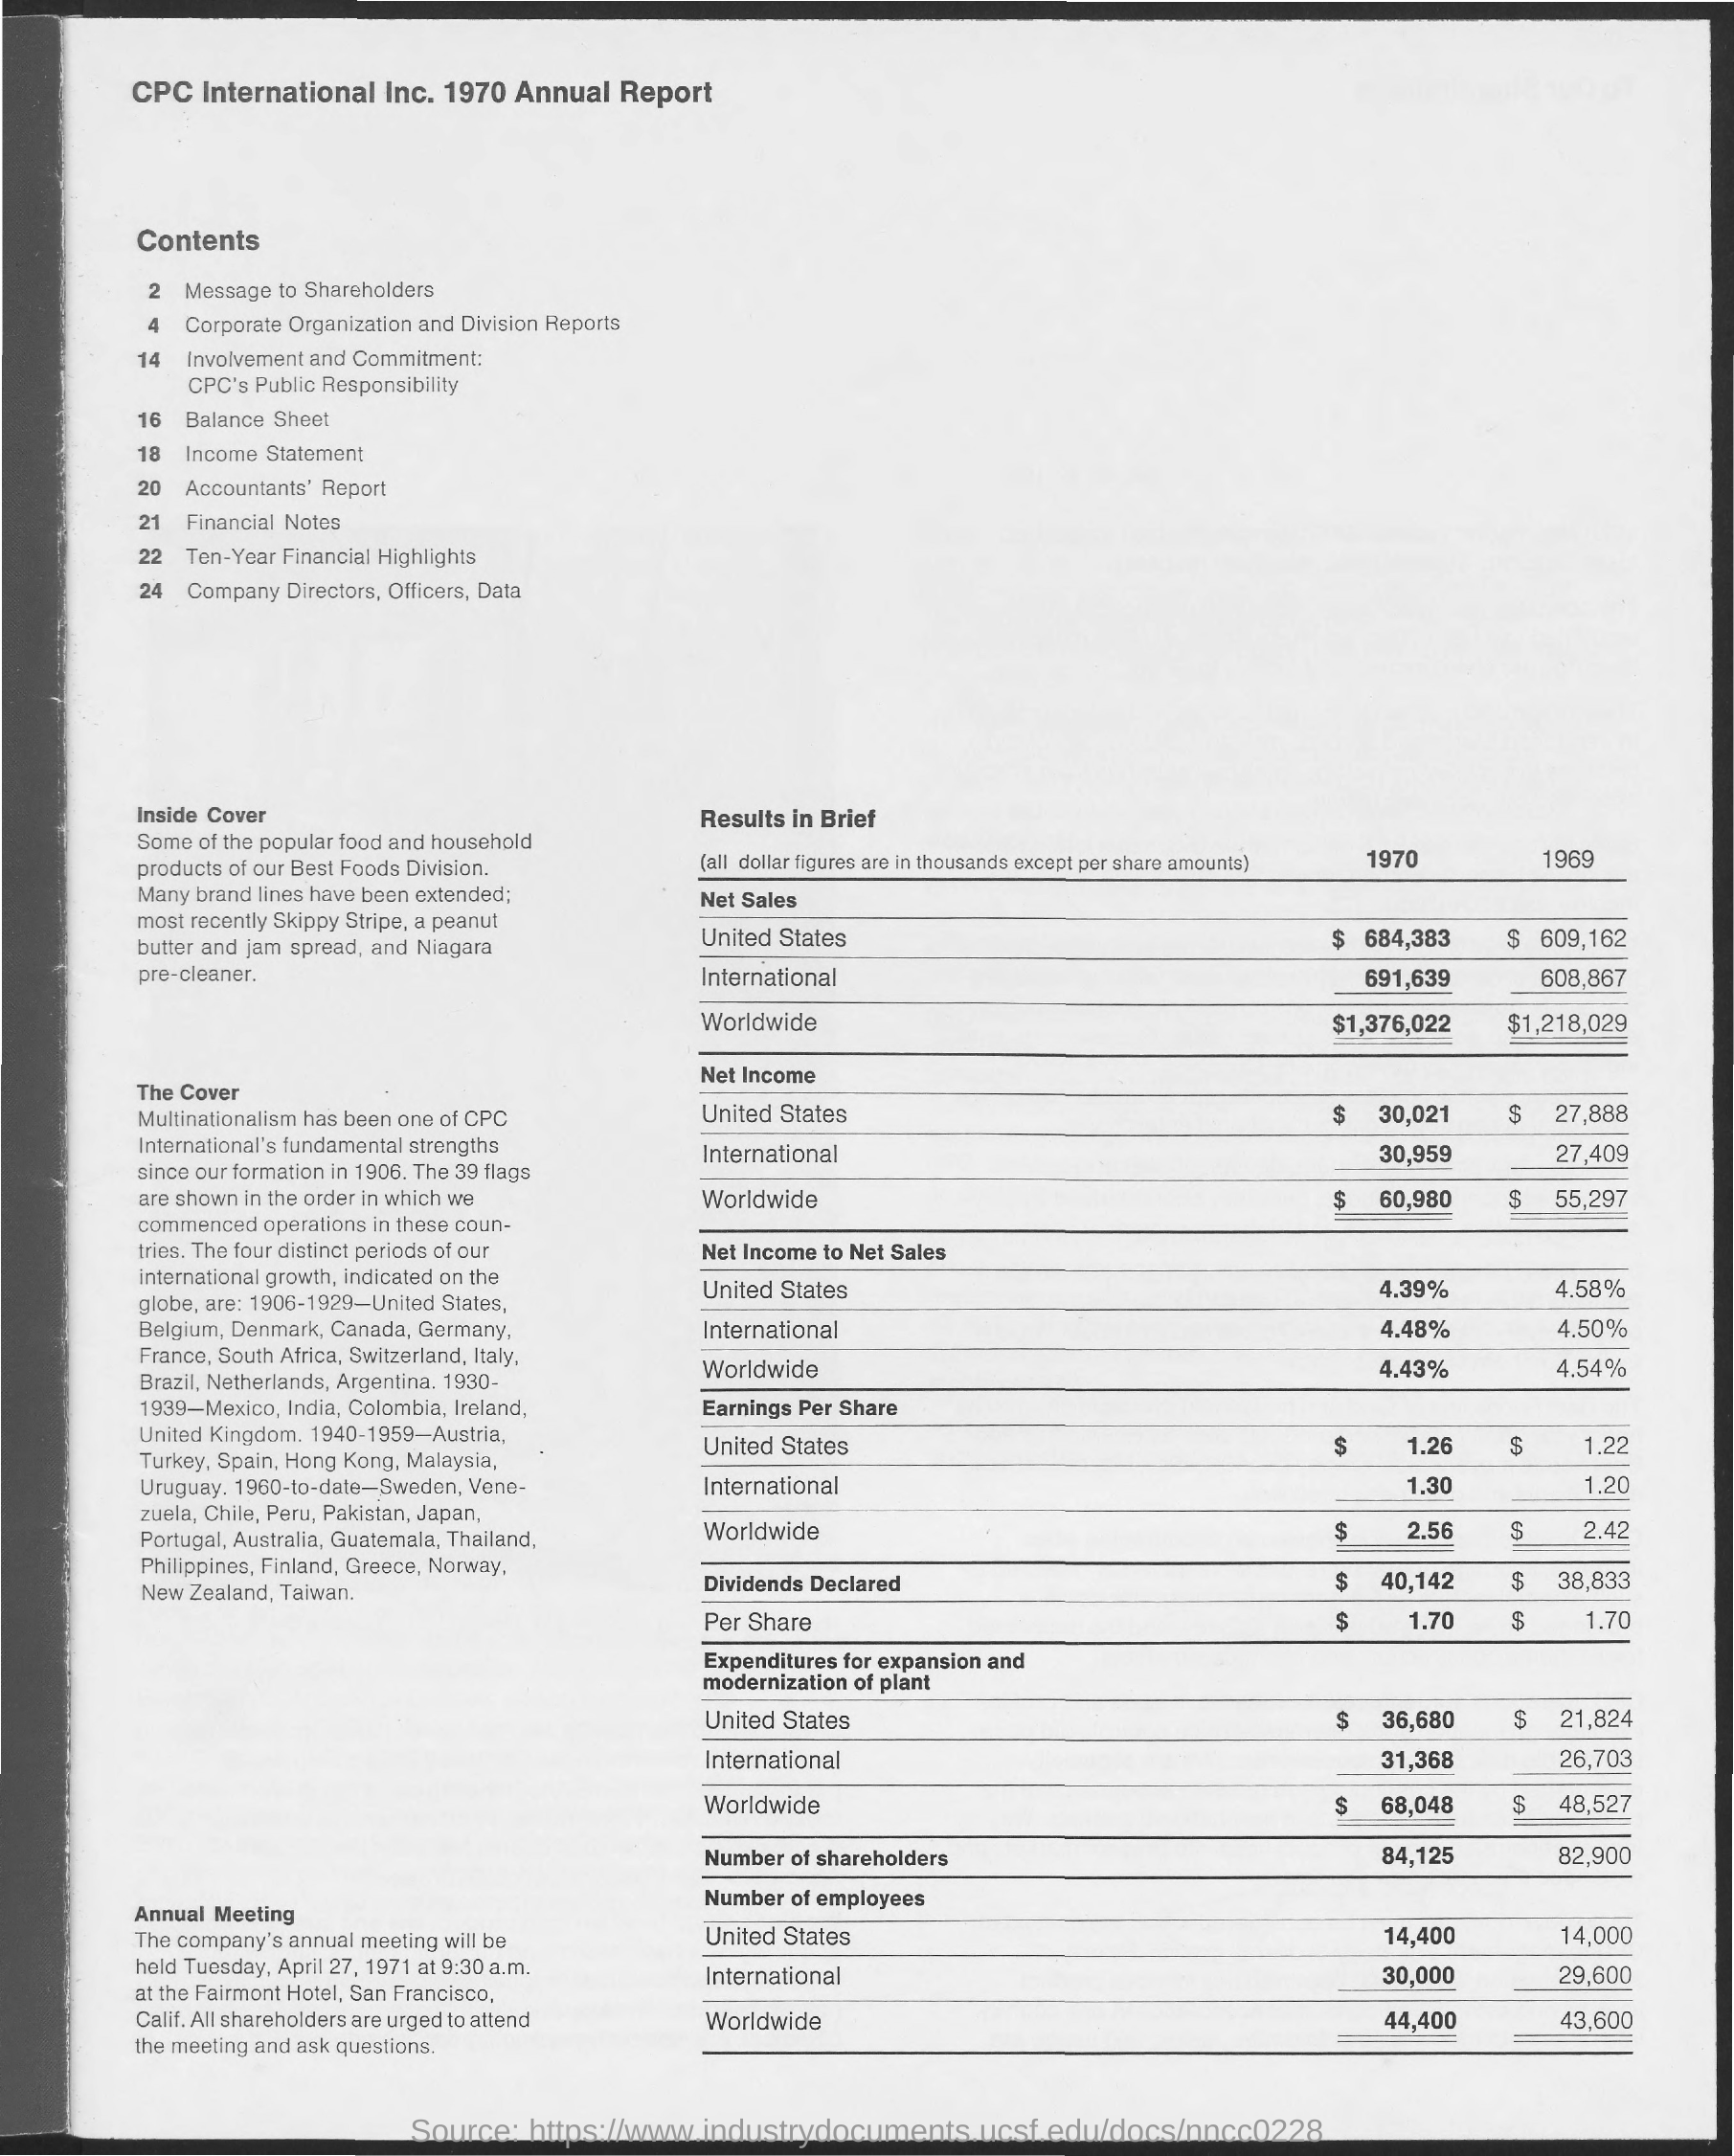 CPC International Inc. 1970 Annual Report
Contents
2 Message to Shareholders
4 Corporate Organization and Division Reports
14 Involvement and Commitment:
CPC's Public Responsibility
16 Balance Sheet
18 Income Statement
20 Accountants' Report
21 Financial Notes
22 Ten-Year Financial Highlights
24 Company Directors, Officers, Data
Inside Cover
Some of the popular food and household
products of our Best Foods Division.
Many brand lines have been extended;
most recently Skippy Stripe, a peanut
butter and jam spread, and Niagara
pre-cleaner.
The Cover
Multinationalism has been one of CPC
International's fundamental strengths
since our formation in 1906. The 39 flags
are shown in the order in which we
commenced operations in these coun-
tries. The four distinct periods of our
international growth, indicated on the
globe, are: 1906-1929—United States,
Belgium, Denmark, Canada, Germany,
France, South Africa, Switzerland, Italy,
Brazil, Netherlands, Argentina. 1930-
1939—Mexico, India, Colombia, Ireland,
United Kingdom. 1940-1959—Austria,
Turkey, Spain, Hong Kong, Malaysia,
Uruguay. 1960-to-date—Sweden, Vene-
zuela, Chile, Peru, Pakistan, Japan,
Portugal, Australia, Guatemala, Thailand,
Philippines, Finland, Greece, Norway,
New Zealand, Taiwan.
Annual Meeting
The company's annual meeting will be
held Tuesday, April 27, 1971 at 9:30 a.m.
at the Fairmont Hotel, San Francisco,
Calif. All shareholders are urged to attend
the meeting and ask questions.
Results in Brief
(all dollar figures are in thousands except per share amounts) 1970 1969
Net Sales
United States $ 684,383 $ 609,162
International 691,639 608,867
Worldwide $1,376,022 $1,218,029
Net Income
United States $ 30,021 $ 27,888
International 30,959 27,409
Worldwide $ 60,980 $ 55,297
Net Income to Net Sales
United States 4.39% 4.58%
International 4.48% 4.50%
Worldwide 4.43% 4.54%
Earnings Per Share
United States $ 1.26 $ 1.22
International 1.30 1.20
Worldwide $ 2.56 $ 2.42
Dividends Declared $ 40,142 $ 38,833
Per Share $ 1.70 $ 1.70
Expenditures for expansion and
modernization of plant
United States $ 36,680 $ 21,824
International 31,368 26,703
Worldwide $ 68,048 $ 48,527
Number of shareholders 84,125 82,900
Number of employees
United States 14,400 14,000
International 30,000 29,600
Worldwide 44,400 43,600
Source: https://www.industrydocuments.ucsf.edu/docs/nncc0228